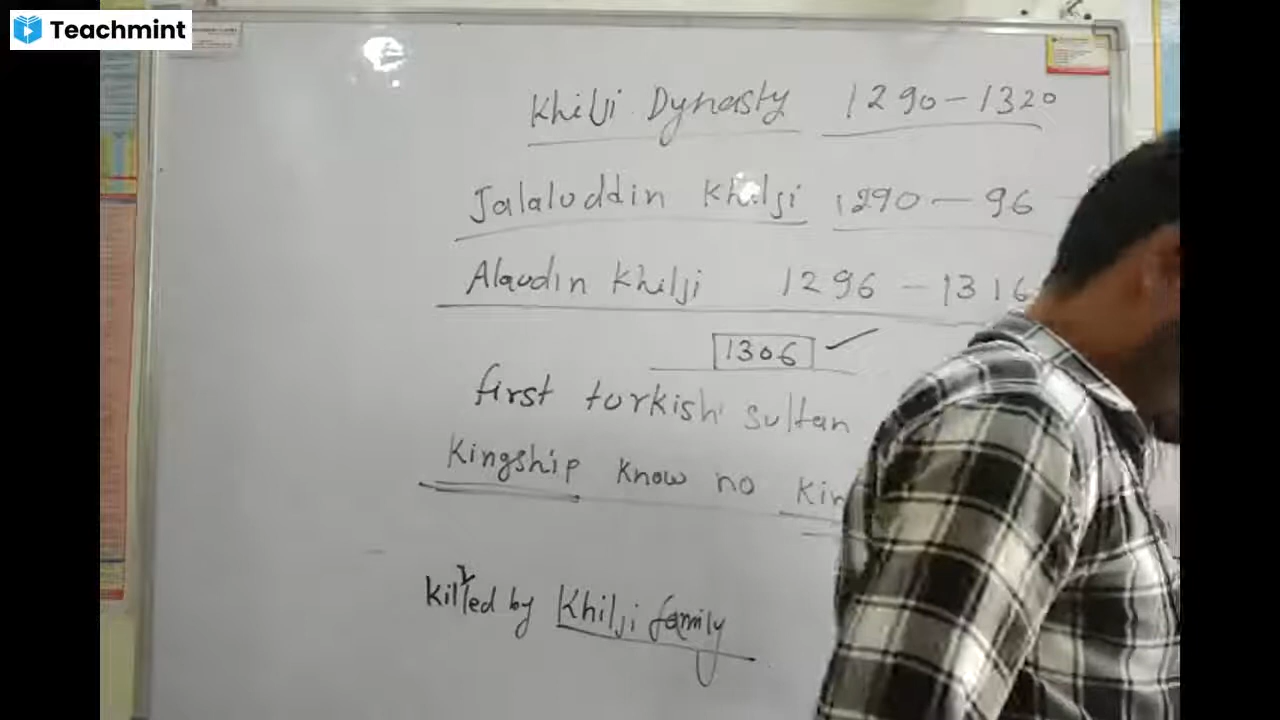 Teachmint
Khilji Dynasty 1290-1320
Jalaluddin Khilji 1290-96
Alaudin Khilji 1296-1316
1306
first turkish sultan
Kingship know no Kin
Killed by Khilji family